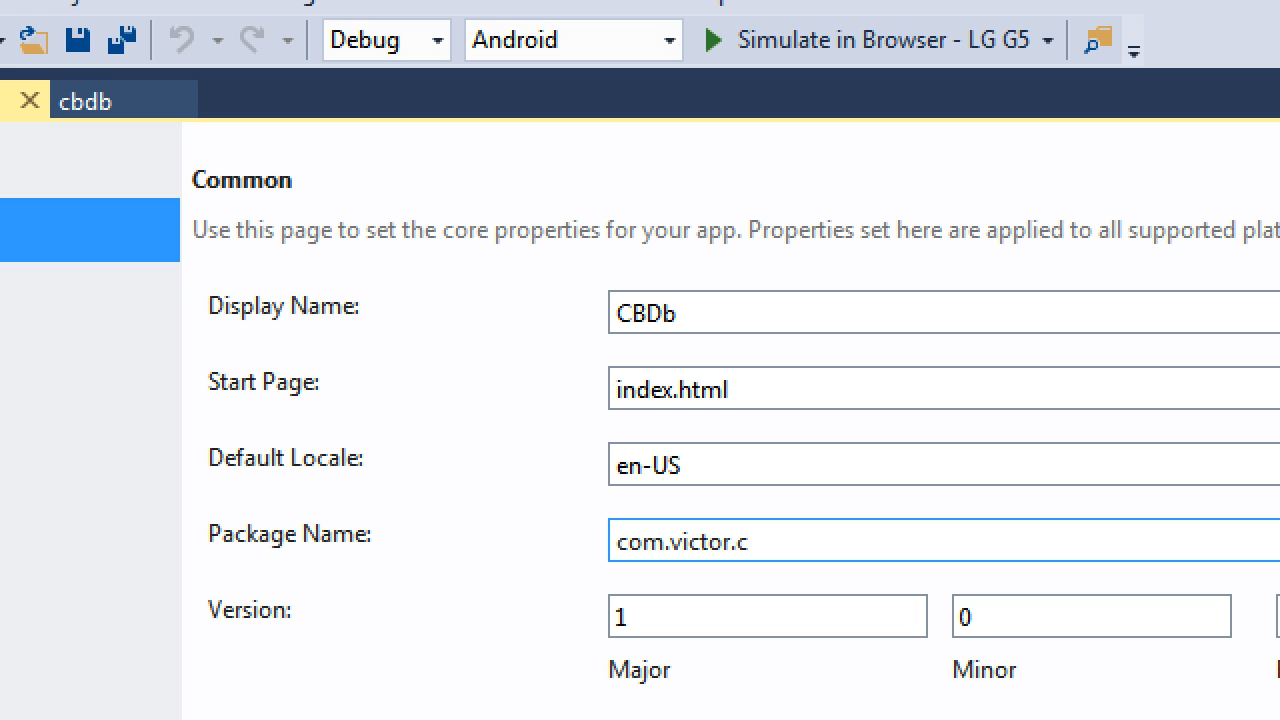 Debug Android Simulate in Browser - LG G5
cbdb
Common
Use this page to set the core properties for your app. Properties set here are applied to all supported plat
Display Name: CBDb
Start Page: index.html
Default Locale: en-US
Package Name: com.victor.c
Version: 1 0
Major Minor